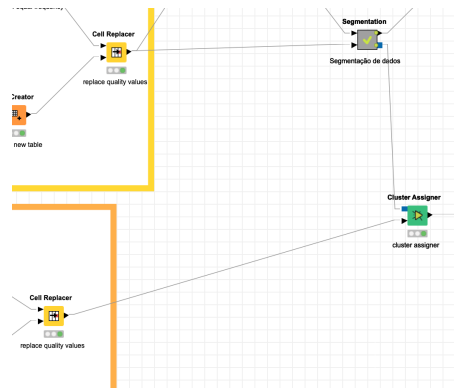 Segmentation
Cell Replacer
Segmentação de dados
replace quality values
Creator
new table
Cluster Assigner
cluster assigner
Cell Replacer
replace quality values